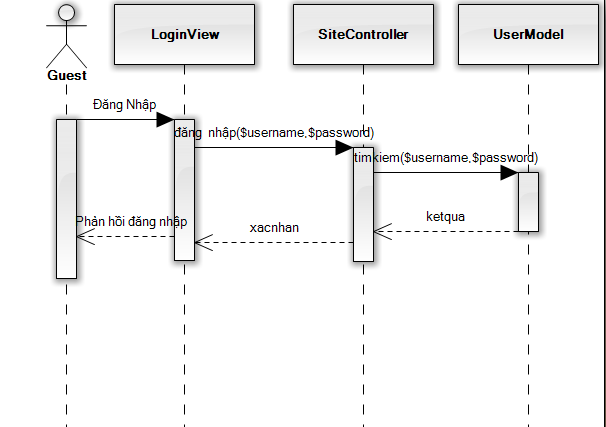 LoginView
SiteController
UserModel
Guest
Đăng Nhập
đăng nhập($username,$password)
timkiem($username,$password)
Phản hồi đăng nhập
ketqua
xacnhan